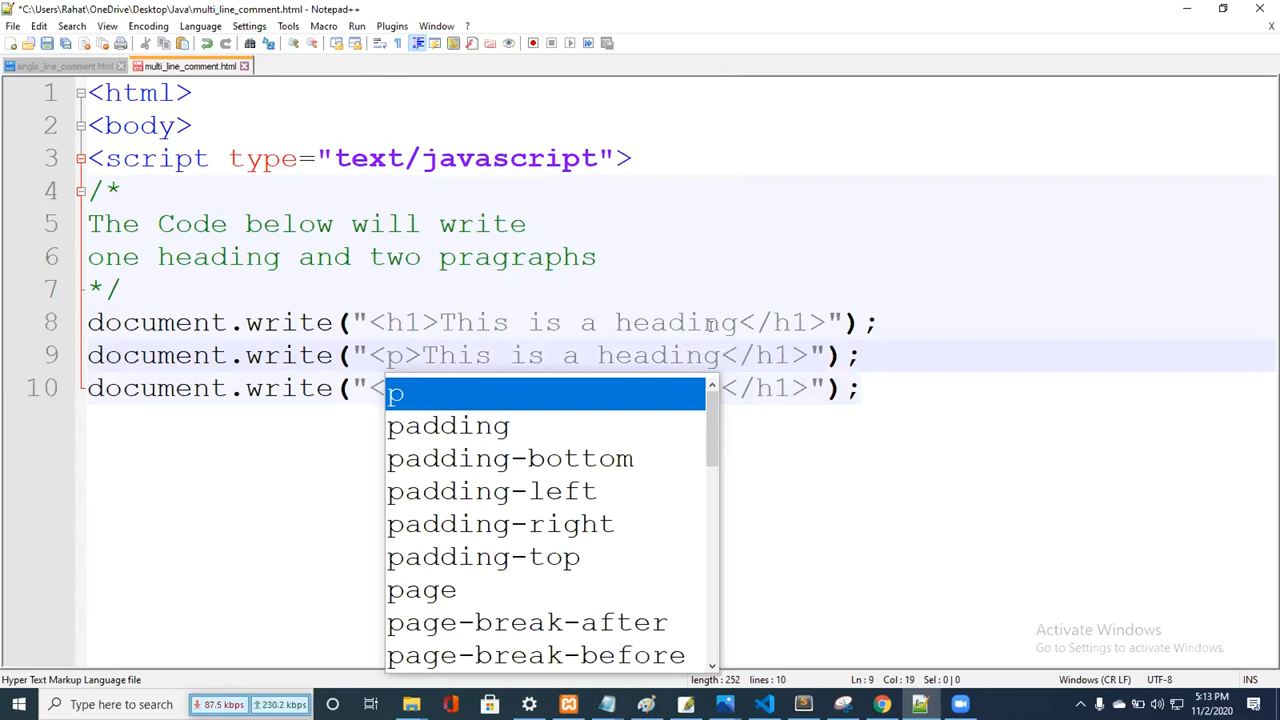 *C:\Users\Rahat\OneDrive\Desktop\Java\multi_line_comment.html - Notepad++
File Edit Search View Encoding Language Settings Tools Macro Run Plugins Window ?
X
single_line_comment.html multi_line_comment.html
1 <html>
2 <body>
3 <script type="text/javascript">
4 /*
5 The Code below will write
6 one heading and two pragraphs
7 */
8 document.write("<h1>This is a heading</h1>");
9 document.write("<p>This is a heading</h1>");
10 document.write("< </h1>");
p
padding
padding-bottom
padding-left
padding-right
padding-top
page
page-break-after
page-break-before
Activate Windows
Go to Settings to activate Windows.
Hyper Text Markup Language file length : 252 lines : 10 Ln : 9 Col : 19 Sel : 0 | 0 Windows (CR LF) UTF-8 INS
Type here to search 87.5 kbps 230.2 kbps 5:13 PM
11/2/2020